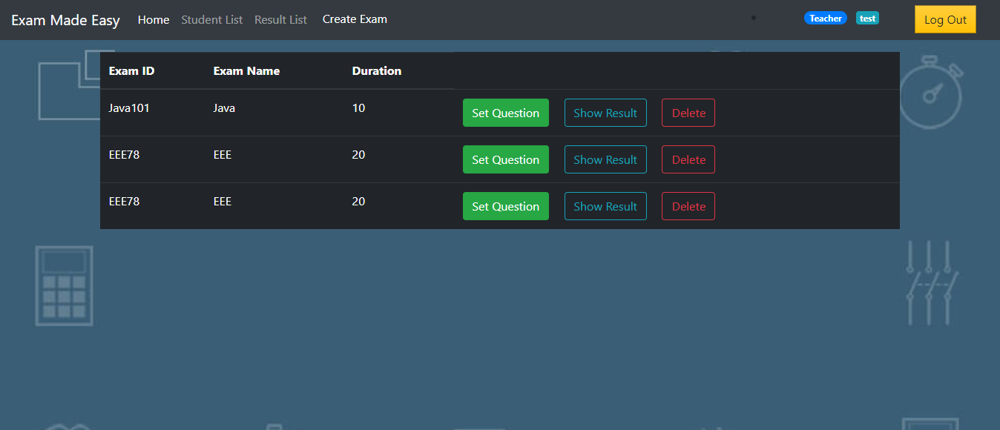 Exam Made Easy Home Student List Result List Create Exam Teacher test Log Out
Exam ID Exam Name Duration
Java101 Java 10 Set Question Show Result Delete
EEE78 EEE 20 Set Question Show Result Delete
EEE78 EEE 20 Set Question Show Result Delete